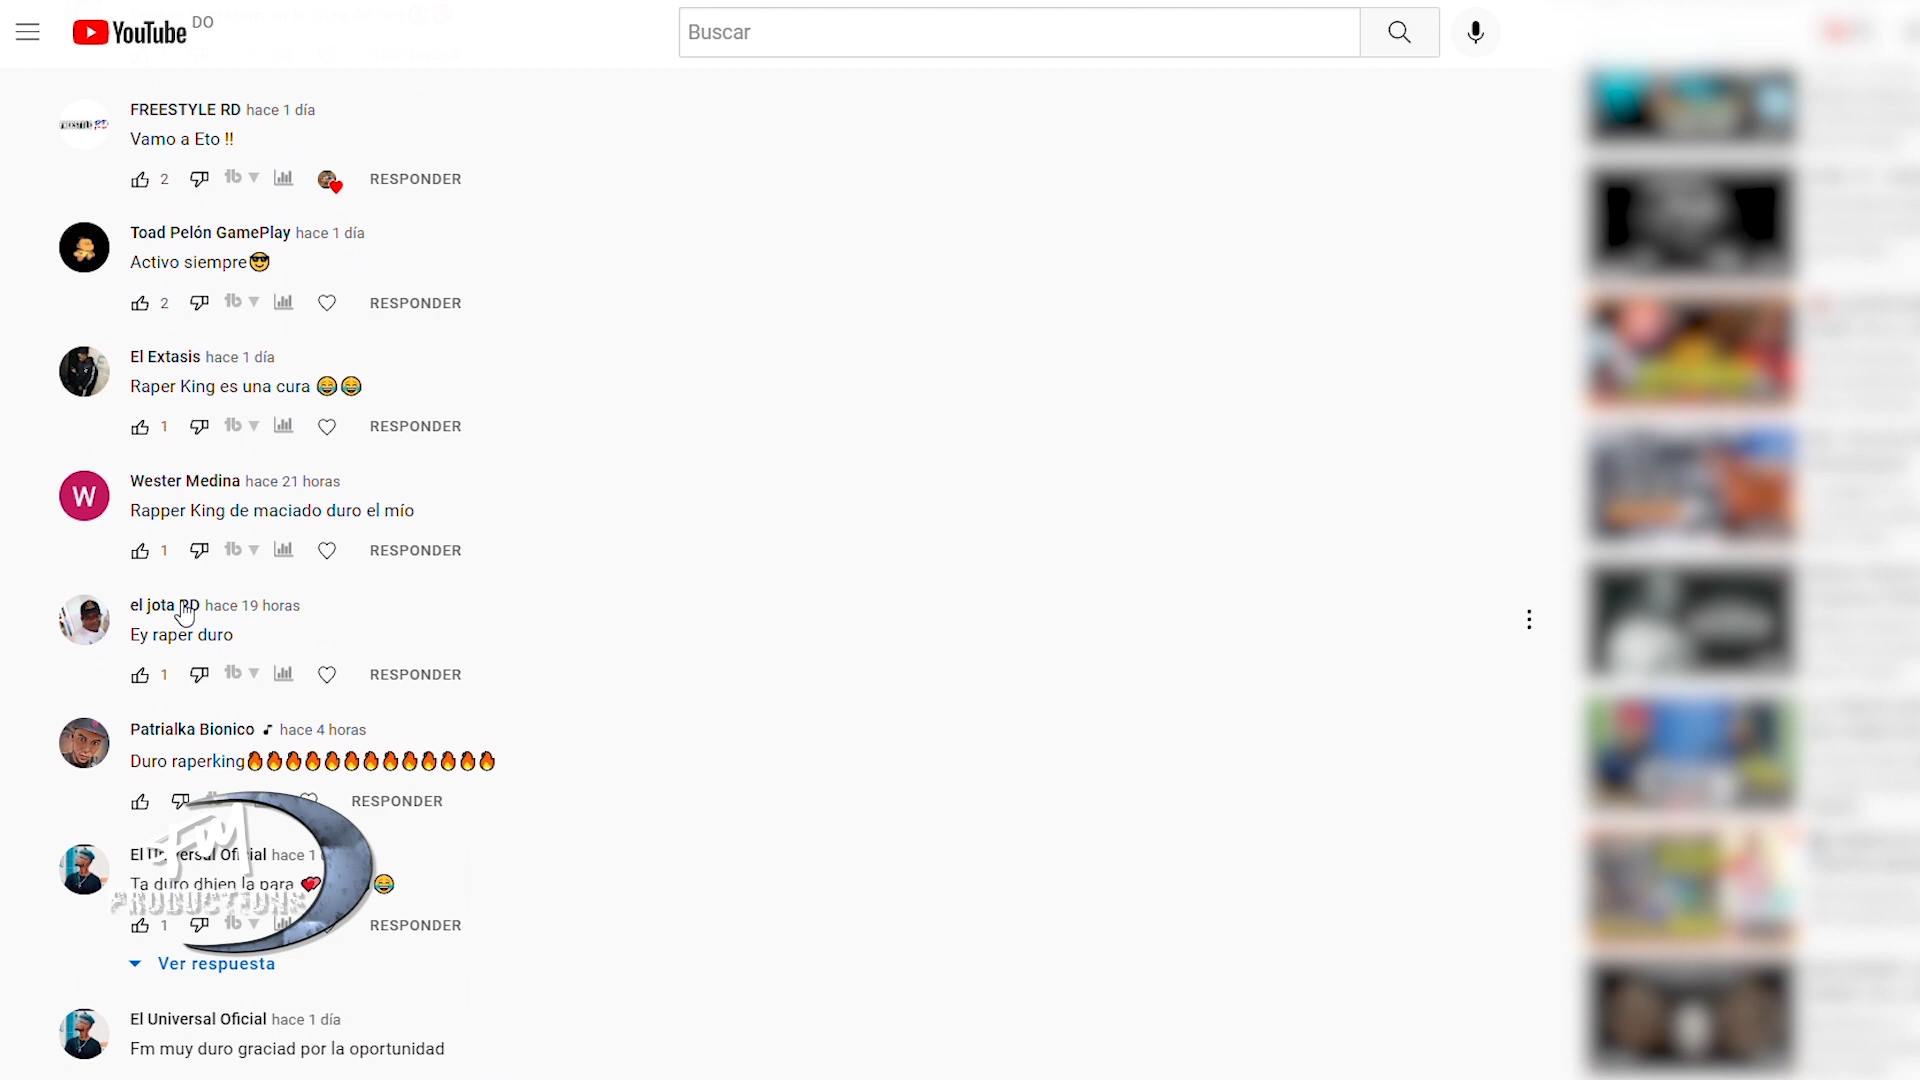 YouTube DO
Buscar
FREESTYLE RD hace 1 día
Vamo a Eto !!
2 RESPONDER
Toad Pelón GamePlay hace 1 día
Activo siempre😎
2 RESPONDER
El Extasis hace 1 día
Raper King es una cura 😂😂
1 RESPONDER
Wester Medina hace 21 horas
Rapper King de maciado duro el mío
W
1 RESPONDER
el jota RD hace 19 horas
Ey raper duro
1 RESPONDER
Patrialka Bionico hace 4 horas
Duro raperking🔥🔥🔥🔥🔥🔥🔥🔥🔥🔥🔥🔥🔥
RESPONDER
El Universal Oficial hace 1
Ta duro dhien la para ❤ 😂
FM
PRODUCTIONS
1 RESPONDER
Ver respuesta
El Universal Oficial hace 1 día
Fm muy duro graciad por la oportunidad